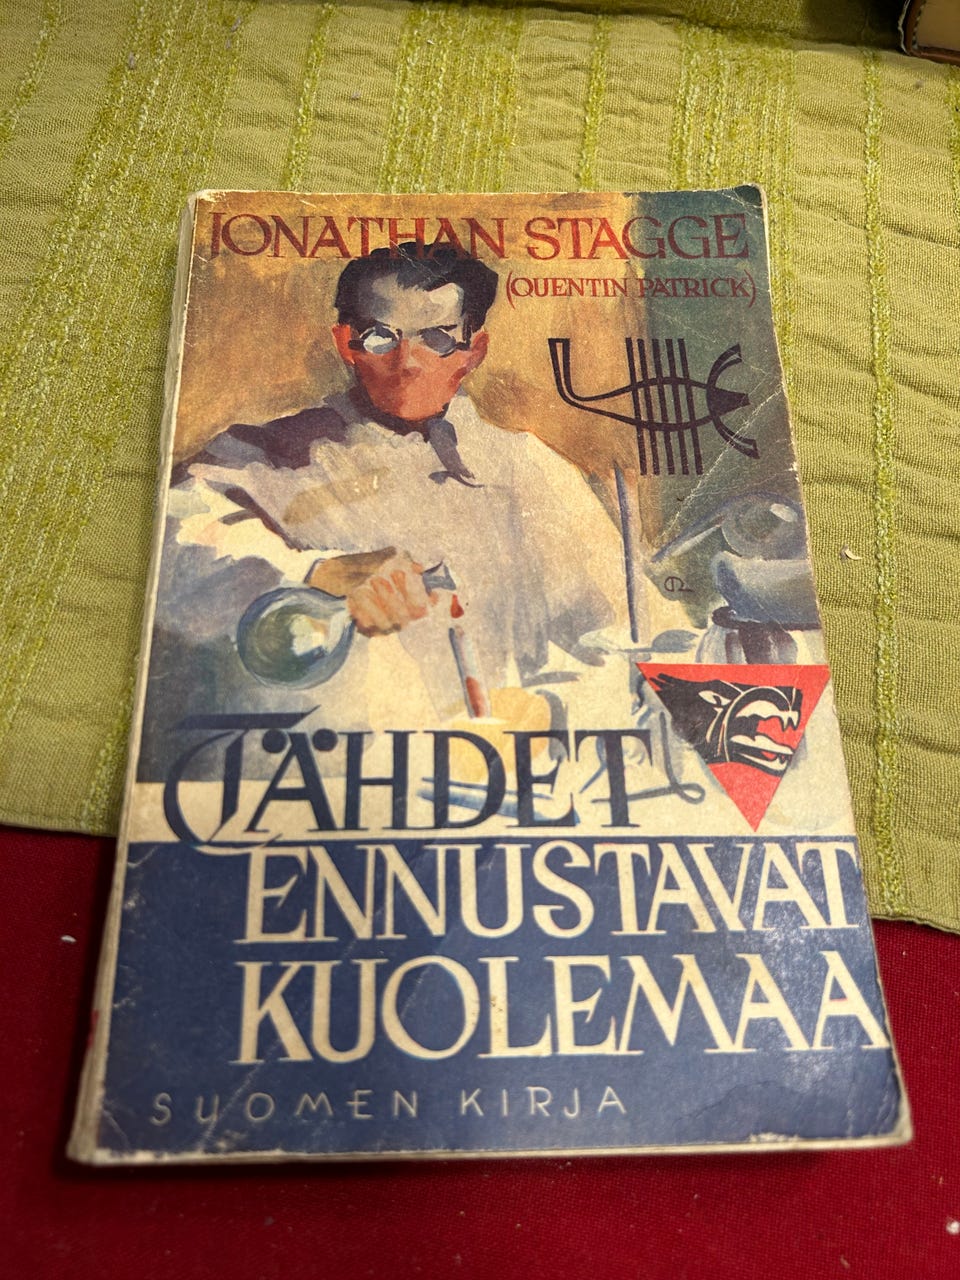 JONATHAN STAGGE
(QUENTIN PATRICK)
TÄHDET
ENNUSTAVAT
KUOLEMAA
SUOMEN KIRJA